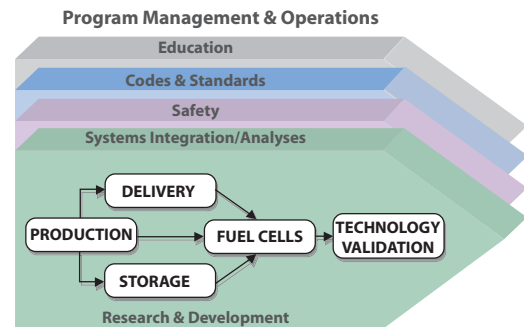 Program Management & Operations
Education
Codes & Standards
Safety
Systems Integration/Analyses
DELIVERY
PRODUCTION
FUEL CELLS
TECHNOLOGY
VALIDATION
STORAGE
Research & Development